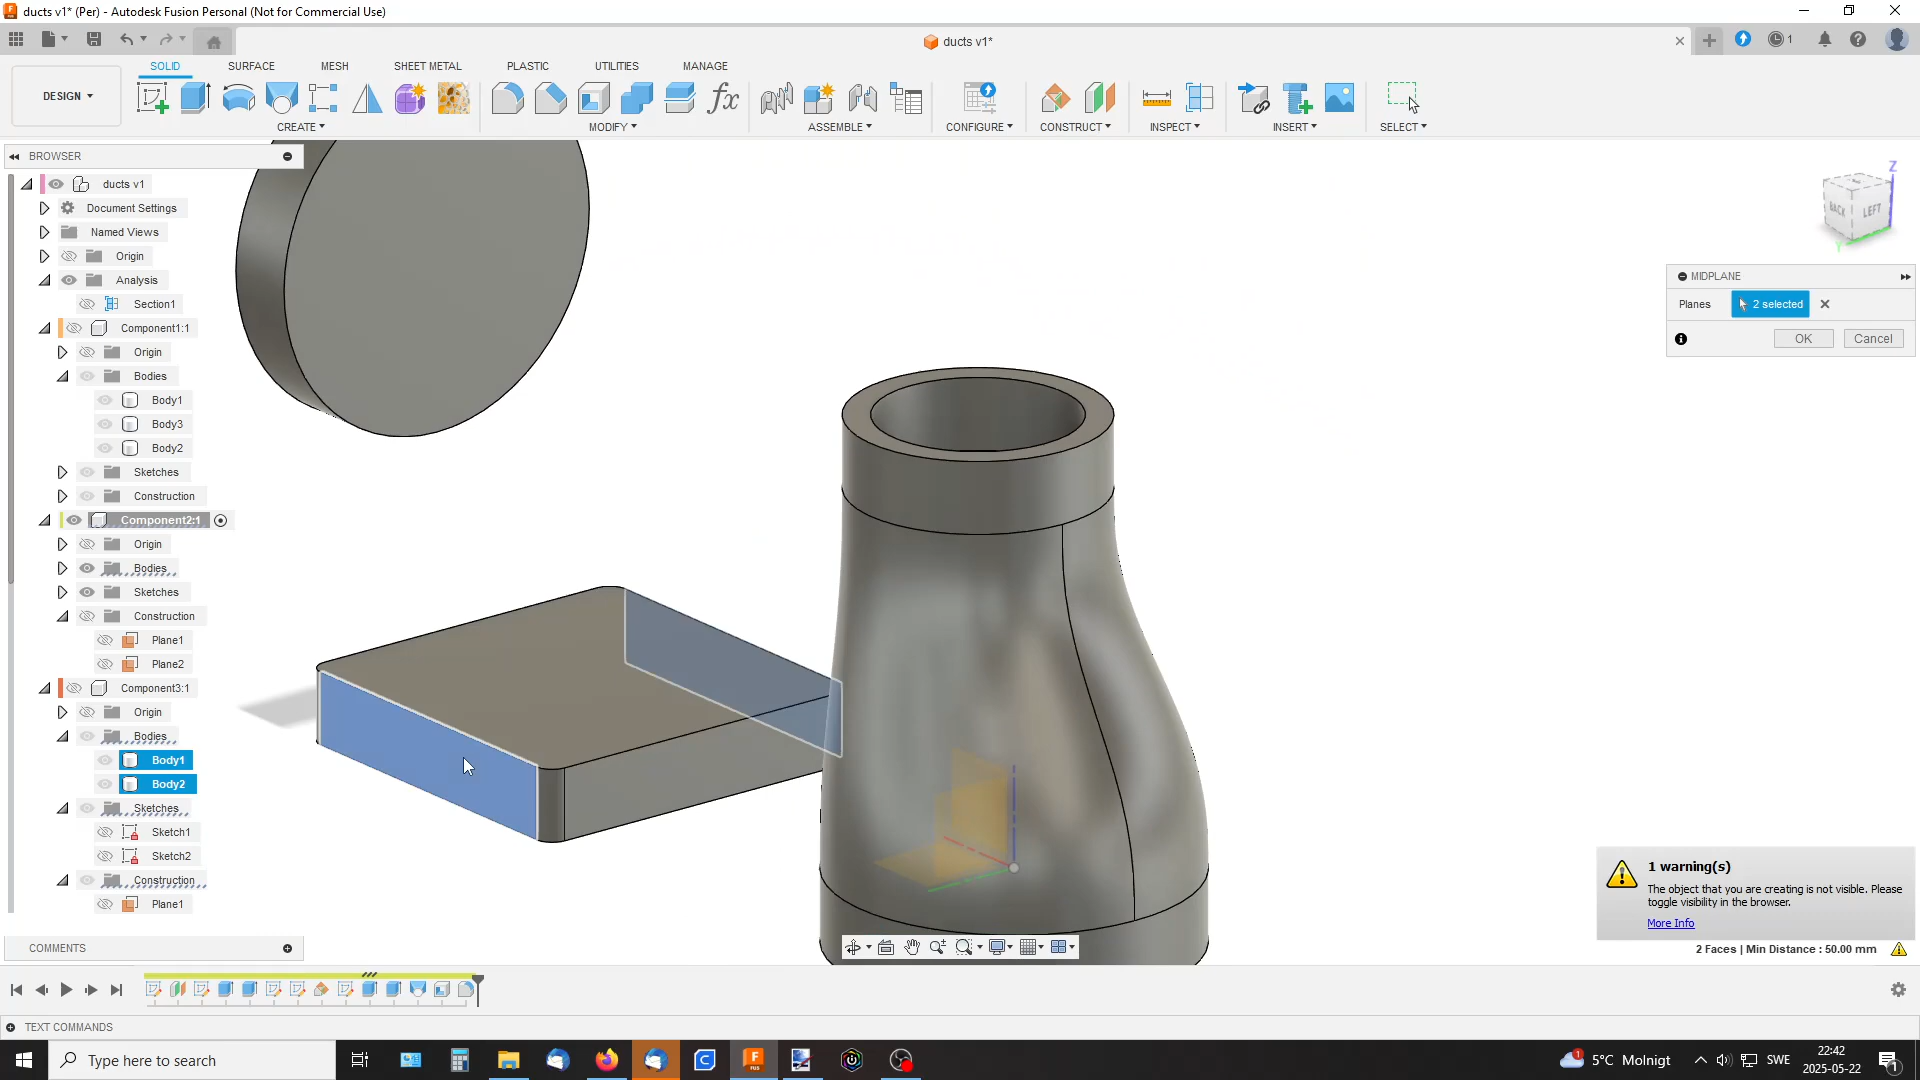 ducts v1* (Per) - Autodesk Fusion Personal (Not for Commercial Use)
ducts v1*
1
DESIGN
SOLID
SURFACE
MESH
SHEET METAL
PLASTIC
UTILITIES
MANAGE
CREATE
MODIFY
ASSEMBLE
CONFIGURE
CONSTRUCT
INSPECT
INSERT
SELECT
BROWSER
ducts v1
Document Settings
Named Views
Origin
Analysis
Section1
Component1:1
Origin
Bodies
Body1
Body3
Body2
Sketches
Construction
Component2:1
Origin
Bodies
Sketches
Construction
Plane1
Plane2
Component3:1
Origin
Bodies
Body1
Body2
Sketches
Sketch1
Sketch2
Construction
Plane1
Z
BACK
LEFT
Y
MIDPLANE
Planes
2 selected
OK
Cancel
1 warning(s)
The object that you are creating is not visible. Please
toggle visibility in the browser.
More Info
2 Faces | Min Distance : 50.00 mm
COMMENTS
TEXT COMMANDS
Type here to search
FUS
1
5°C Molnigt
SWE
22:42
2025-05-22
1